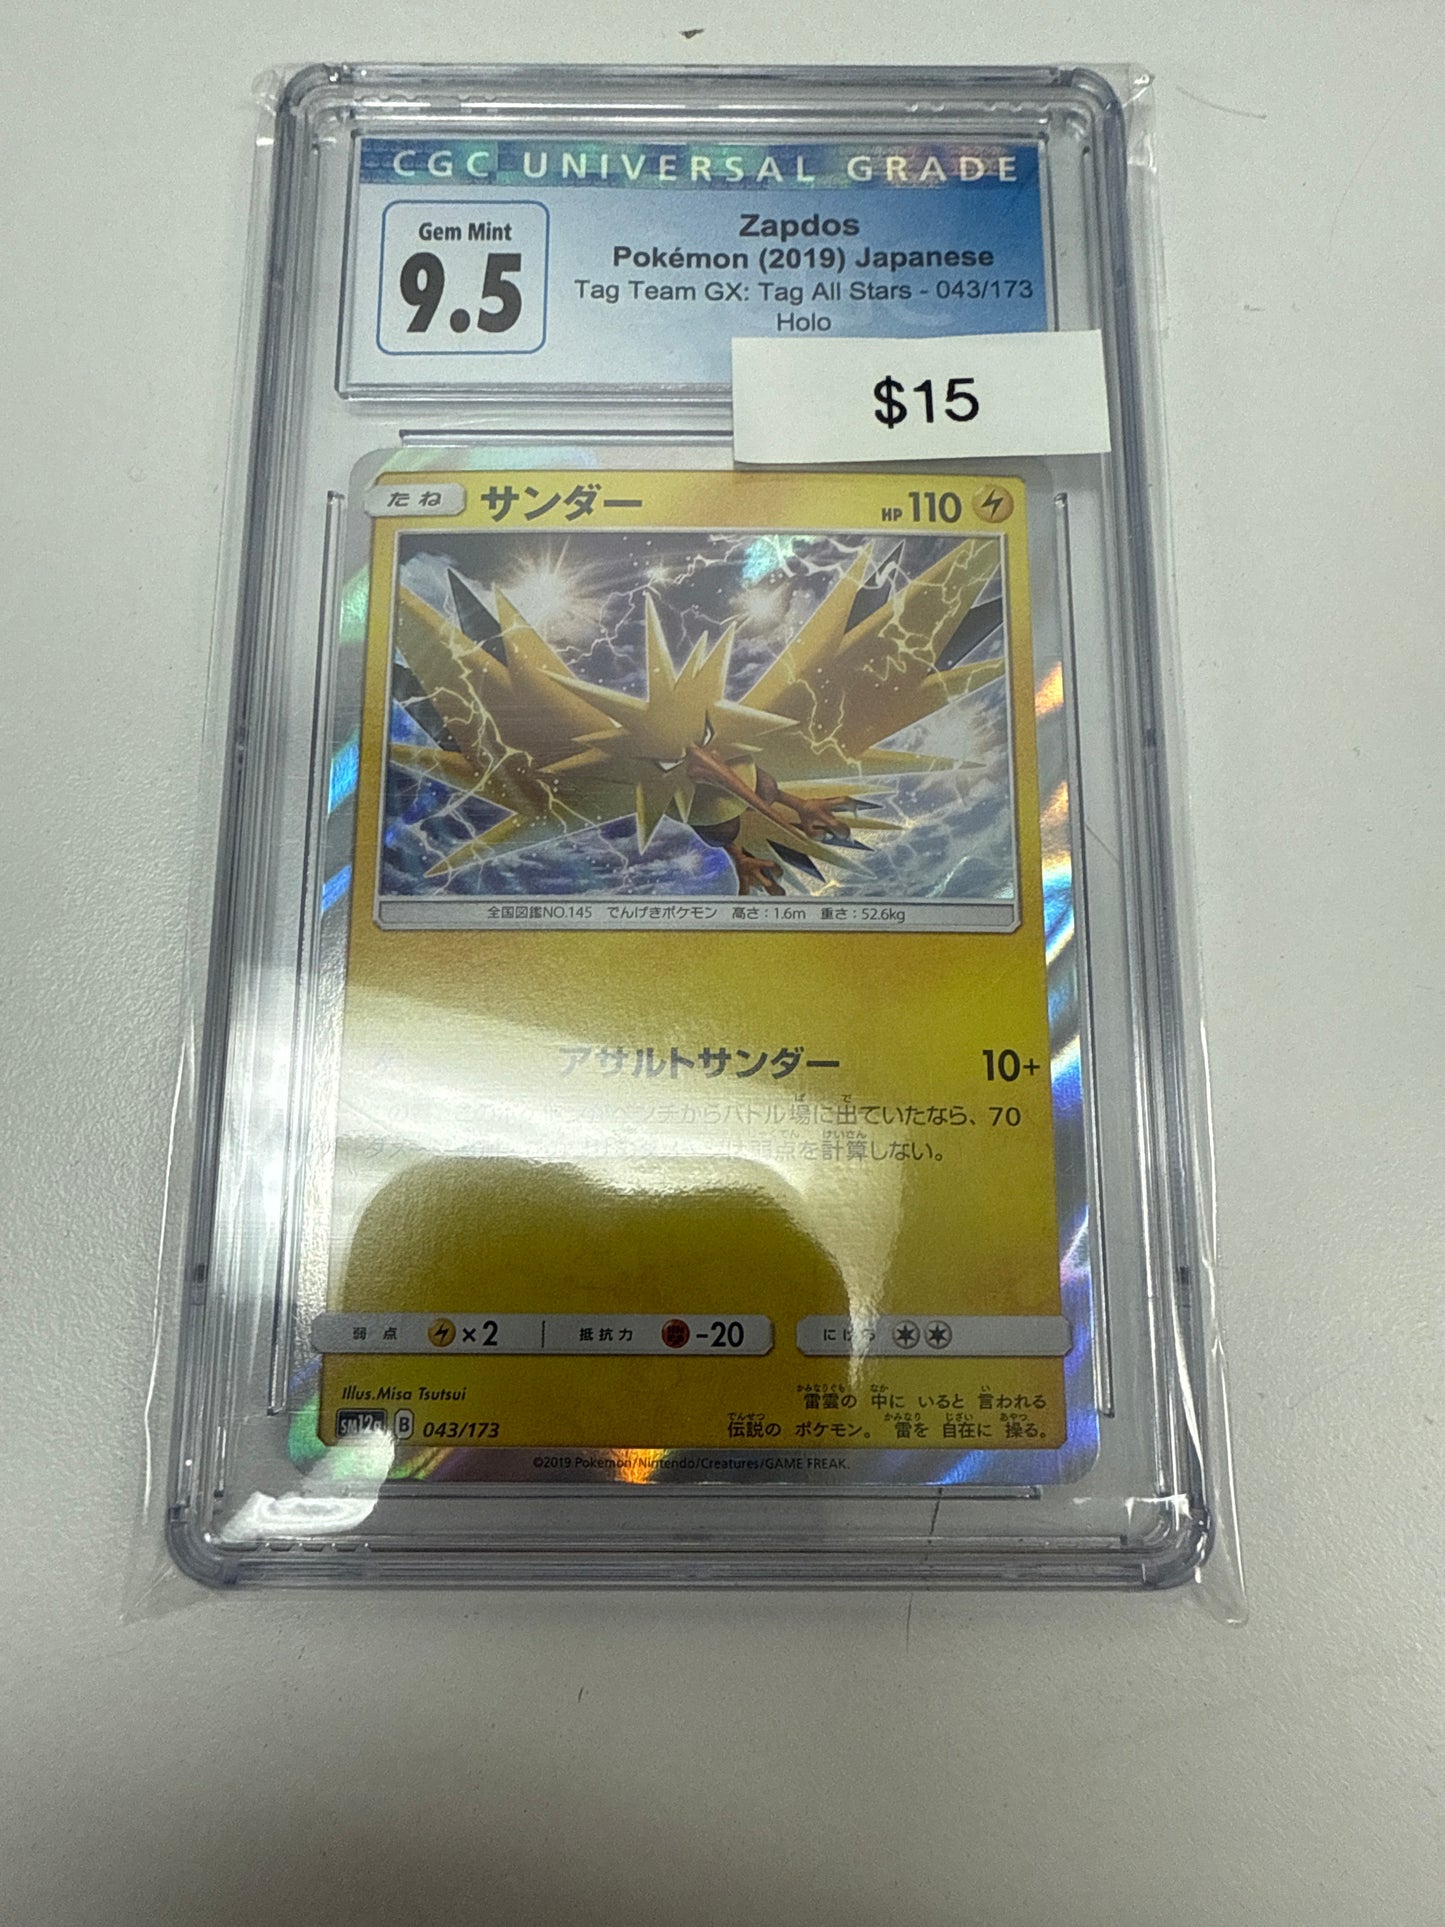 CGC UNIVERSAL GRADE
Gem Mint
9.5
Zapdos
Pokémon (2019) Japanese
Tag Team GX: Tag All Stars - 043/173
Holo
$15
たね サンダー HP 110
全国図鑑NO.145 でんげきポケモン 高さ:1.6m 重さ:52.6kg
アサルトサンダー 10+
ベンチからバトル場に出ていたなら、70
弱点を計算しない。
弱点 ×2 抵抗力 -20 にげる
Illus.Misa Tsutsui
SM12a B 043/173
雷雲の 中に いると 言われる
伝説の ポケモン。 雷を 自在に 操る。
©2019 Pokémon/Nintendo/Creatures/GAME FREAK.